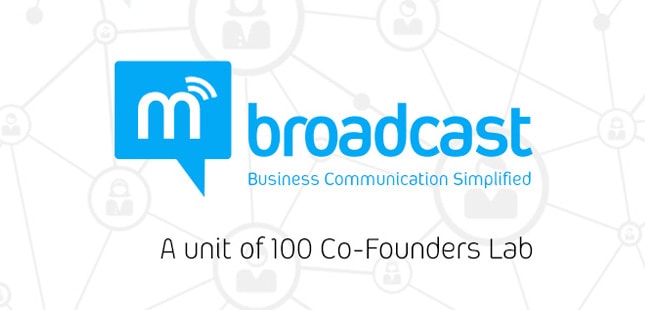 m broadcast
Business Communication Simplified
A unit of 100 Co-Founders Lab